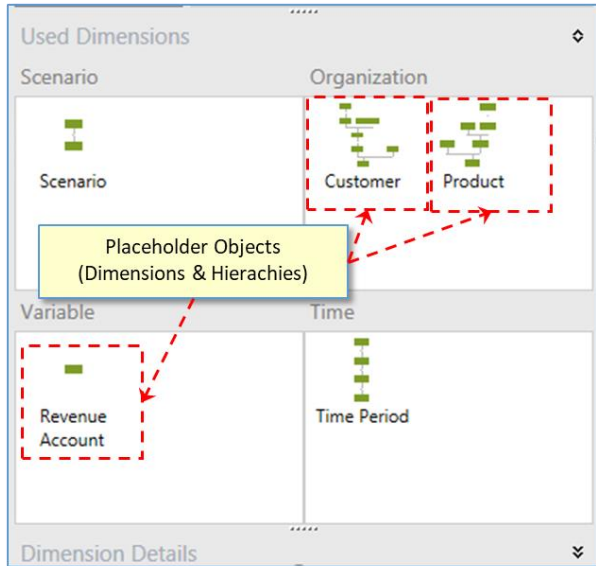 Used Dimensions
Scenario
Organization
Scenario
Customer
Product
Placeholder Objects
(Dimensions & Hierachies)
Variable
Time
Revenue
Account
Time Period
Dimension Details